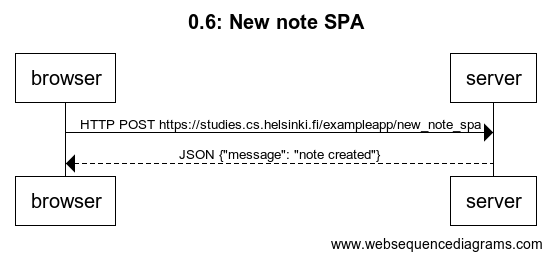 0.6: New note SPA
browser server
HTTP POST https://studies.cs.helsinki.fi/exampleapp/new_note_spa
JSON {"message": "note created"}
browser server
www.websequencediagrams.com